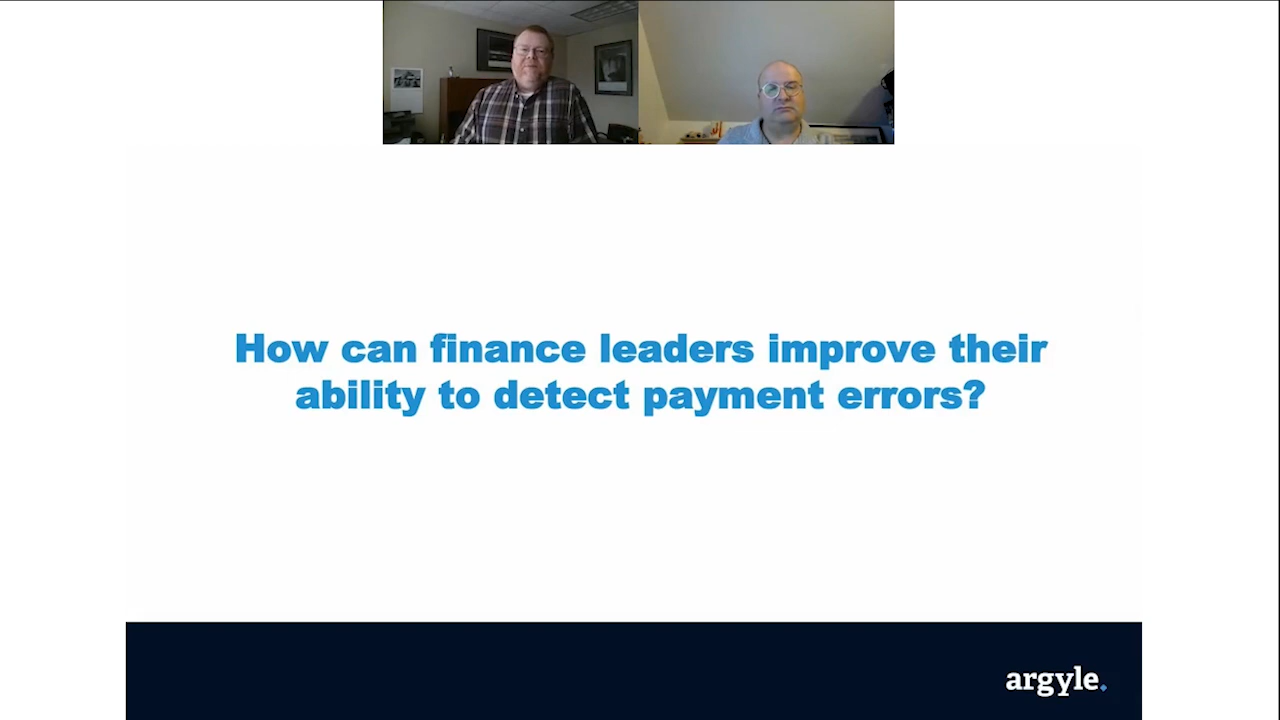 How can finance leaders improve their
ability to detect payment errors?
argyle.